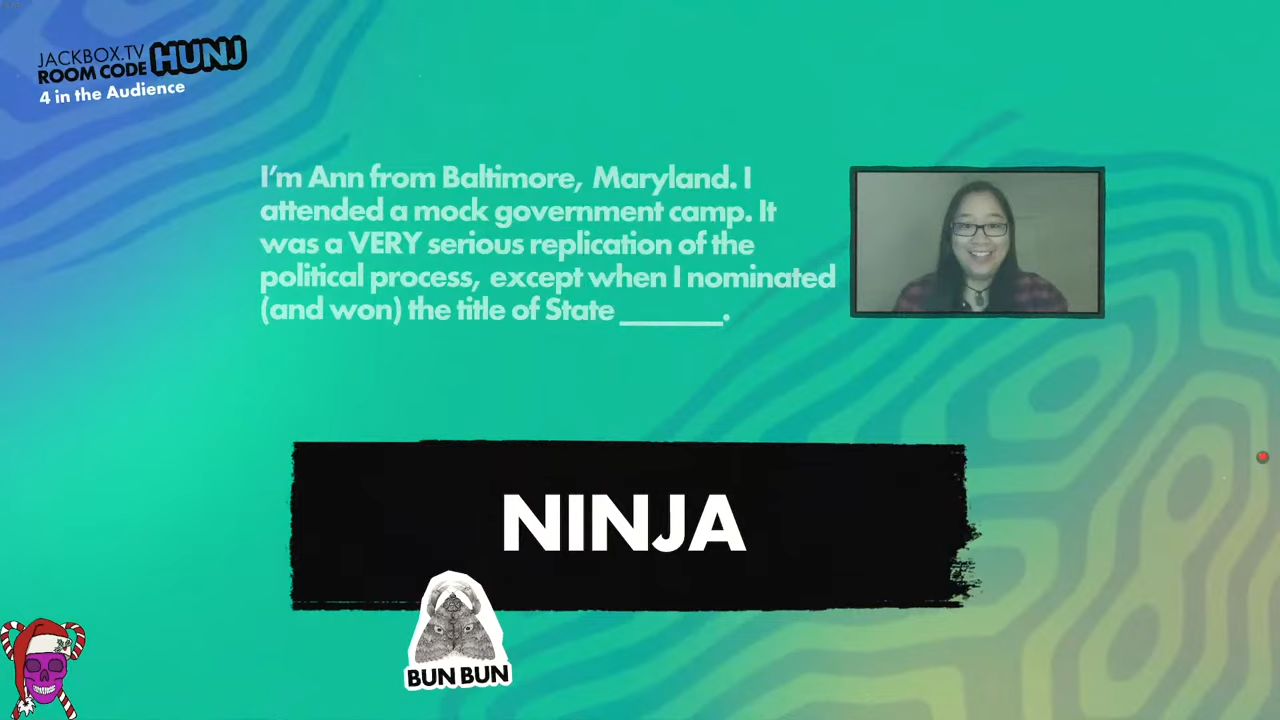 JACKBOX.TV
ROOM CODE HUNJ
4 in the Audience
I'm Ann from Baltimore, Maryland. I
attended a mock government camp. It
was a VERY serious replication of the
political process, except when I nominated
(and won) the title of State _______.
NINJA
BUN BUN